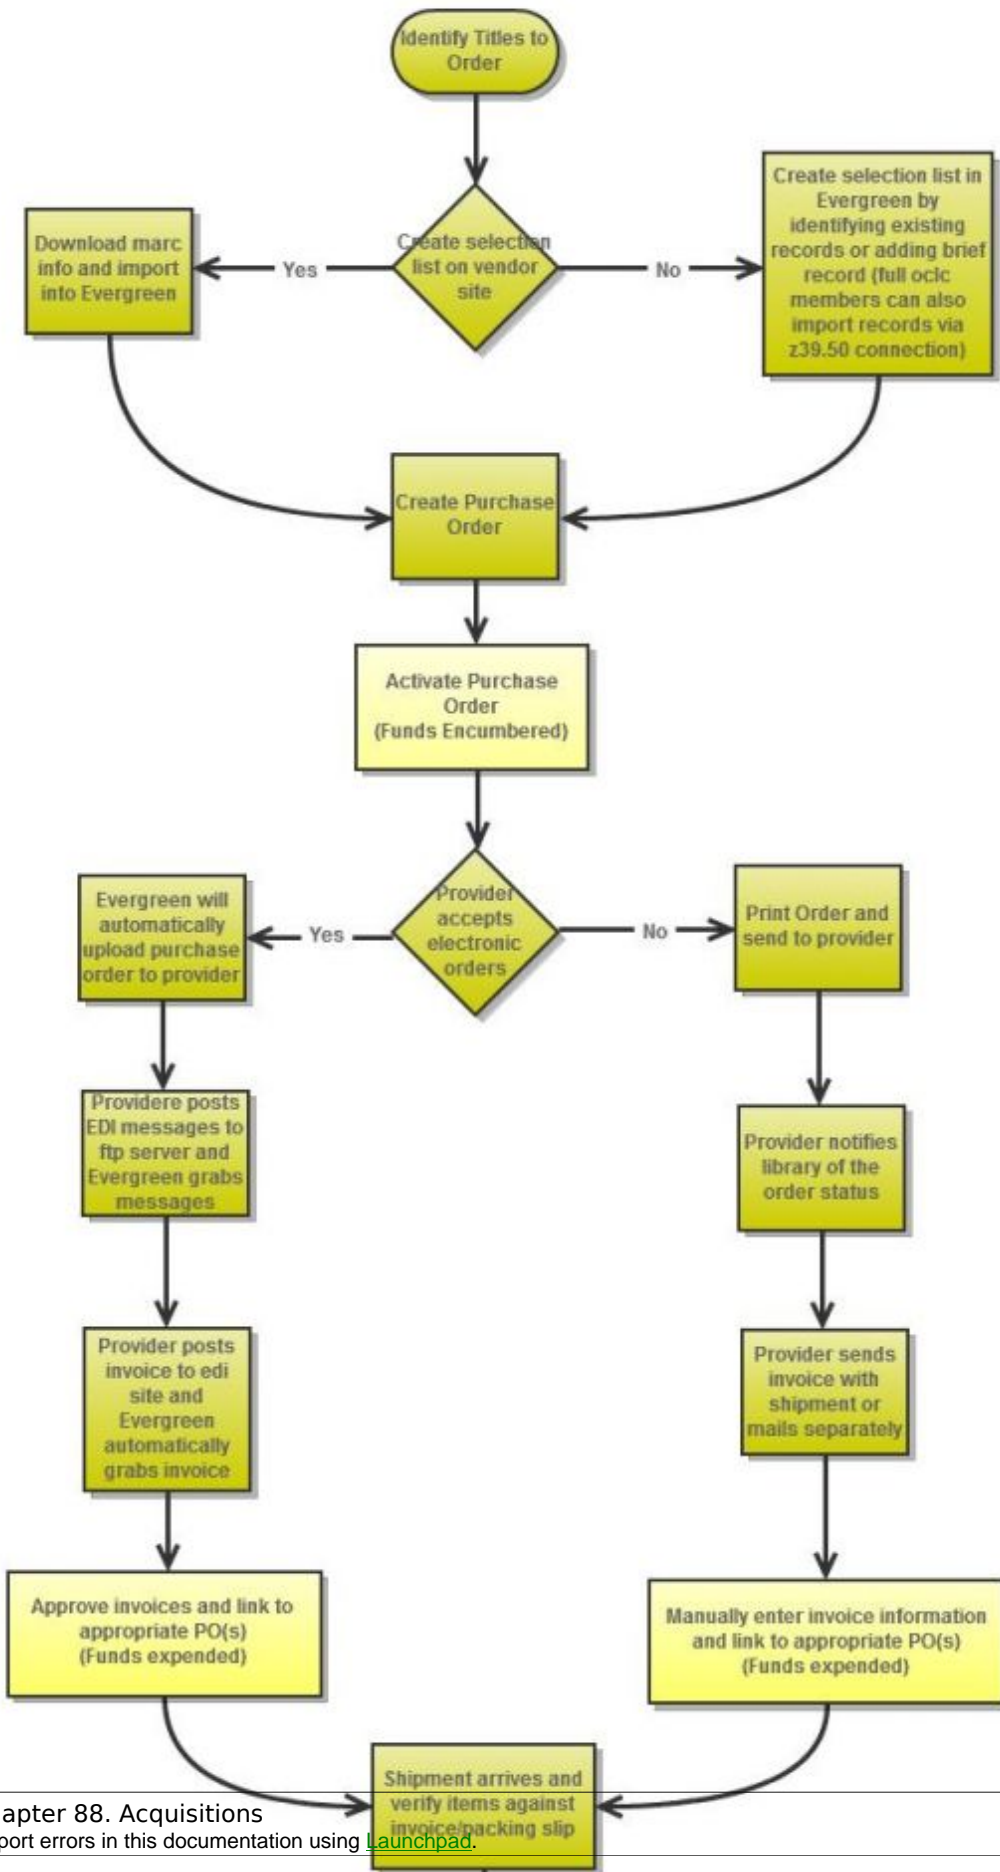 Identify Titles to
Order
Create selection
list on vendor
site
Yes
No
Download marc
info and import
into Evergreen
Create selection list in
Evergreen by
identifying existing
records or adding brief
record (full oclc
members can also
import records via
z39.50 connection)
Create Purchase
Order
Activate Purchase
Order
(Funds Encumbered)
Provider
accepts
electronic
orders
Yes
No
Evergreen will
automatically
upload purchase
order to provider
Print Order and
send to provider
Providere posts
EDI messages to
ftp server and
Evergreen grabs
messages
Provider notifies
library of the
order status
Provider posts
invoice to edi
site and
Evergreen
automatically
grabs invoice
Provider sends
invoice with
shipment or
mails separately
Approve invoices and link to
appropriate PO(s)
(Funds expended)
Manually enter invoice information
and link to appropriate PO(s)
(Funds expended)
Shipment arrives and
verify items against
invoice/packing slip
apter 88. Acquisitions
port errors in this documentation using Launchpad.